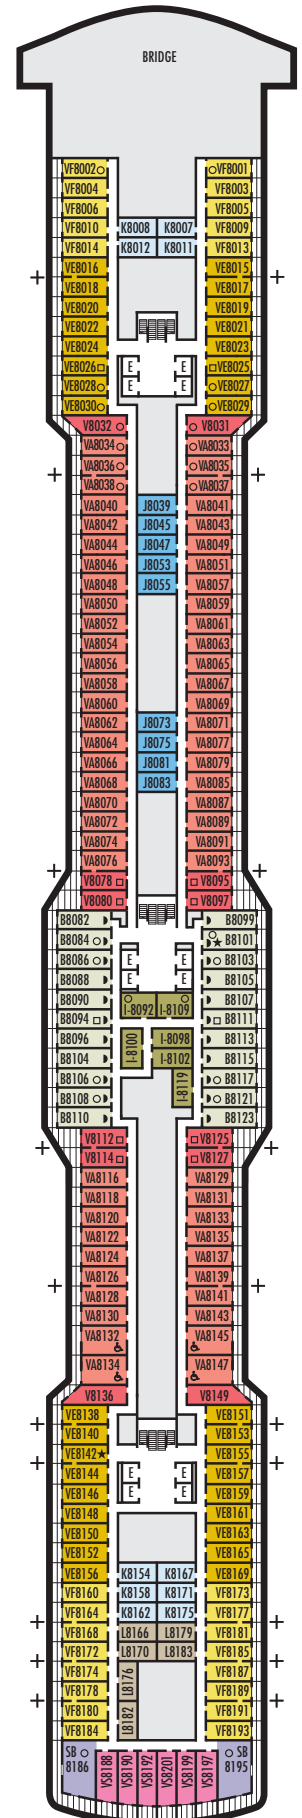 BRIDGE
VF8002 VF8001
VF8004 VF8003
VF8006 VF8005
VF8010 K8008 K8007 VF8009
VF8014 K8012 K8011 VF8013
VE8016 VE8015
VE8018 VE8017
VE8020 VE8019
VE8022 VE8021
VE8024 VE8023
VE8026 E E VE8025
VE8028 E E VE8027
VE8030 VE8029
V8032 V8031
VA8034 VA8033
VA8036 VA8035
VA8038 VA8037
VA8040 J8039 VA8041
VA8042 J8045 VA8043
VA8044 J8047 VA8049
VA8046 J8053 VA8051
VA8048 J8055 VA8057
VA8050 VA8059
VA8052 VA8061
VA8054 VA8063
VA8056 VA8065
VA8058 VA8067
VA8060 VA8069
VA8062 J8073 VA8071
VA8064 J8075 VA8077
VA8066 J8081 VA8079
VA8068 J8083 VA8085
VA8070 VA8087
VA8072 VA8089
VA8074 VA8091
VA8076 VA8093
V8078 V8095
V8080 V8097
B8082 B8099
B8084 B8101
B8086 E E B8103
B8088 E E B8105
B8090 I-8092 I-8109 B8107
B8094 B8111
B8096 I-8100 I-8098 B8113
B8104 I-8102 B8115
B8106 I-8119 B8117
B8108 B8121
B8110 B8123
V8112 V8125
V8114 V8127
VA8116 VA8129
VA8118 VA8131
VA8120 VA8133
VA8122 VA8135
VA8124 VA8137
VA8126 VA8139
VA8128 VA8141
VA8130 VA8143
VA8132 VA8145
VA8134 VA8147
V8136 V8149
VE8138 VE8151
VE8140 VE8153
VE8142 VE8155
VE8144 E E VE8157
VE8146 E E VE8159
VE8148 VE8161
VE8150 VE8163
VE8152 VE8165
VE8156 K8154 K8167 VE8169
VF8160 K8158 K8171 VF8173
VF8164 K8162 K8175 VF8177
VF8168 L8166 L8179 VF8181
VF8172 L8170 L8183 VF8185
VF8174 L8176 VF8187
VF8178 VF8189
VF8180 L8182 VF8191
VF8184 VF8193
SB 8186 VS8188 VS8190 VS8192 VS8201 VS8199 VS8197 SB 8195